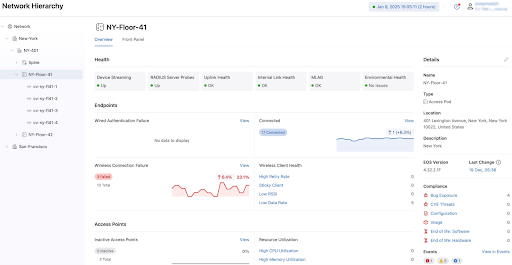 Network Hierarchy
Jan 9, 2025 15:05:11 (2 hours)
Network
New-York
NY-401
Spine
NY-Floor-41
cv-ny-f141-1
cv-ny-f141-2
cv-ny-f141-3
cv-ny-f141-4
NY-Floor-42
San-Francisco
NY-Floor-41
Overview
Front Panel
Health
Device Streaming
Up
RADIUS Server Probes
Up
Uplink Health
OK
Internal Link Health
OK
MLAG
OK
Environmental Health
No Issues
Endpoints
Wired Authentication Failure
View
No data to display
Connected
View
17 Connected
1 (+6.3%)
Wireless Connection Failure
View
3 Failed
13 Total
6.4%
23.1%
Wireless Client Health
High Retry Rate 0
Sticky Client 0
Low RSSI 0
Low Data Rate 5
Access Points
Inactive Access Points
View
0 Inactive
3 Total
0%
Resource Utilization
High CPU Utilization 0
High Memory Utilization 0
Details
Name
NY-Floor-41
Type
Access Pod
Location
401 Lexington Avenue, New York, New York
10022, United States
Description
New York
EOS Version
4.32.2.1F
Last Change
19 Dec, 05:38
Compliance
Bug Exposure 4
CVE Threats 0
Configuration 0
Image 0
End of life: Software 0
End of life: Hardware 0
Events
View in Events